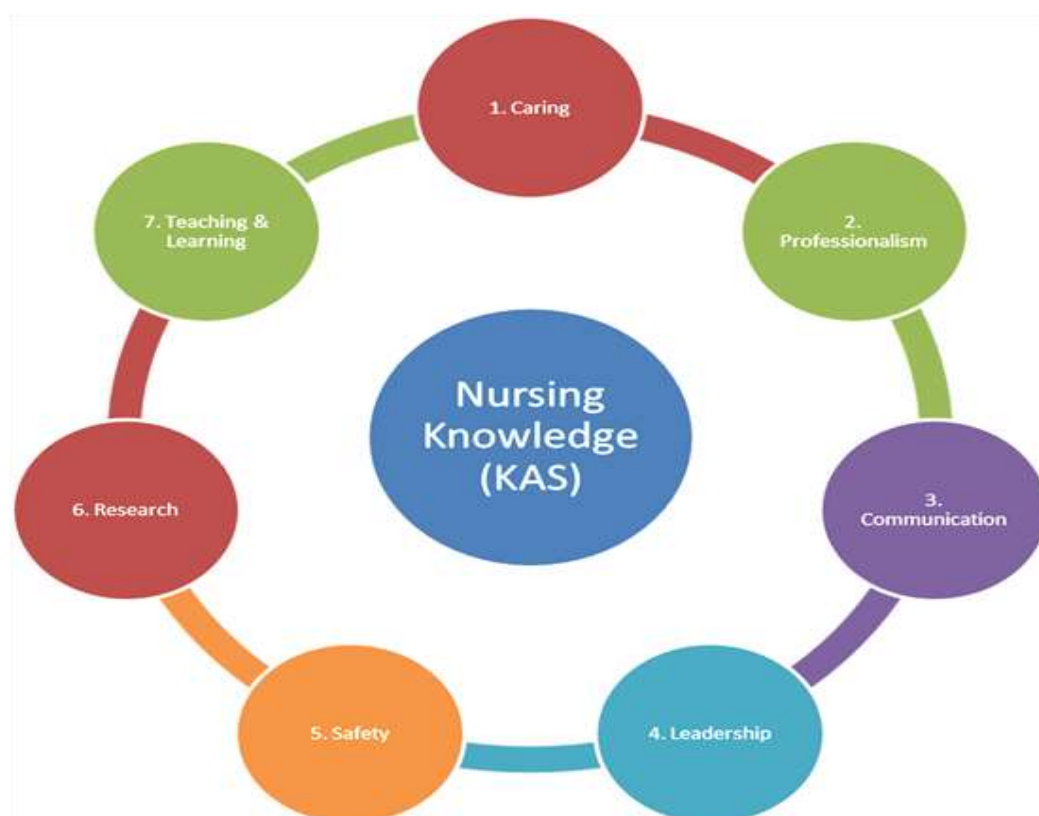 1. Caring
2.
Professionalism
3.
Communication
4. Leadership
5. Safety
6. Research
7. Teaching &
Learning
Nursing
Knowledge
(KAS)